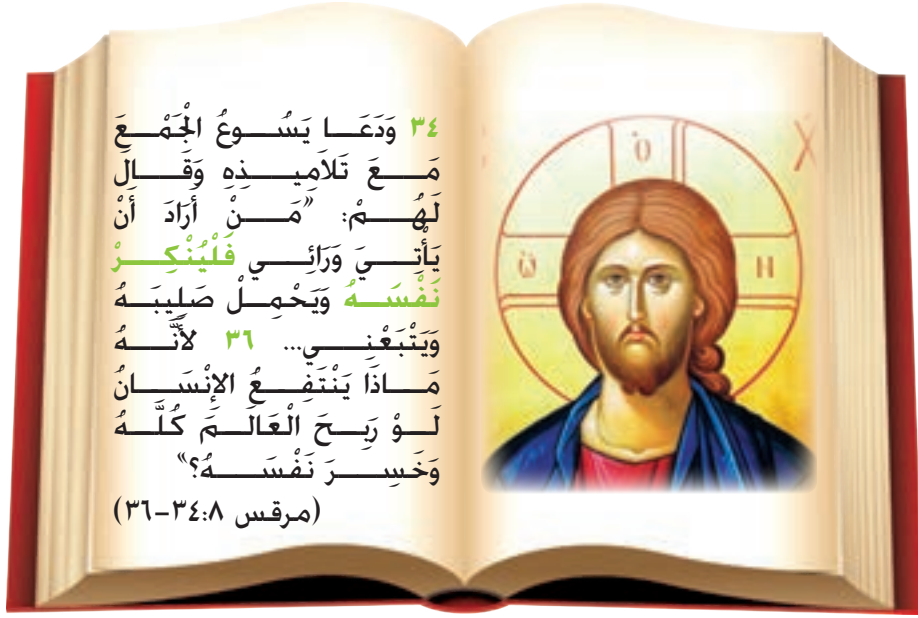 ٣٤ وَدَعَا يَسُوعُ الْجَمْعَ
مَعَ تَلاَمِيذِهِ وَقَالَ
لَهُمْ: "مَنْ أَرَادَ أَنْ
يَأْتِيَ وَرَائِي فَلْيُنْكِرْ
نَفْسَهُ وَيَحْمِلْ صَلِيبَهُ
وَيَتْبَعْنِي... ٣٦ لأَنَّهُ
مَاذَا يَنْتَفِعُ الإِنْسَانُ
لَوْ رَبِحَ الْعَالَمَ كُلَّهُ
وَخَسِرَ نَفْسَهُ؟"
(مرقس ٨:٣٤-٣٦)
ὁ
ὤ Η
Χ